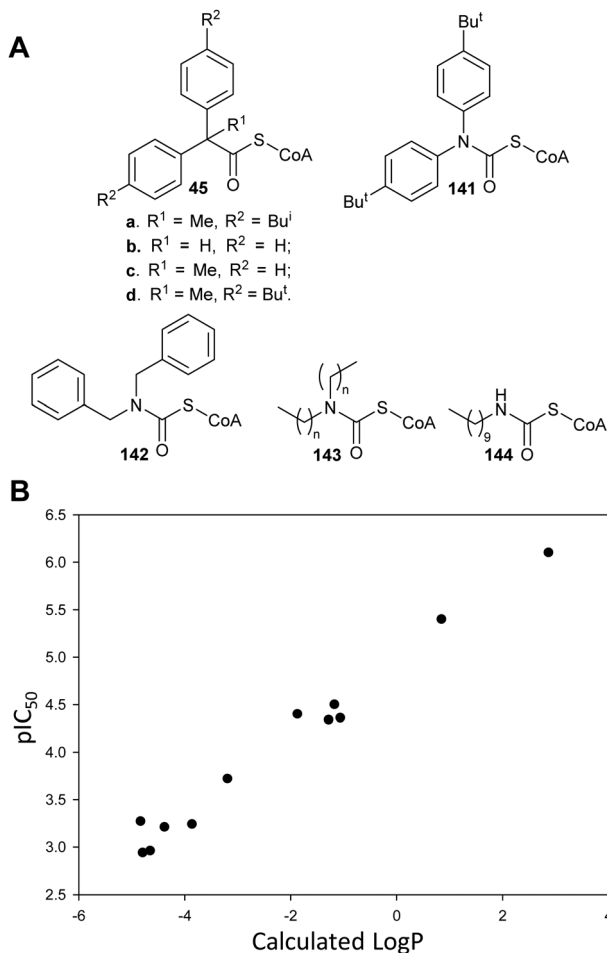 A
R²
R¹
S
CoA
O
R²
45
a. R¹ = Me, R² = Buⁱ
b. R¹ = H, R² = H;
c. R¹ = Me, R² = H;
d. R¹ = Me, R² = Buᵗ.
Buᵗ
N
S
CoA
O
Buᵗ
141
N
S
CoA
O
142
n
N
S
CoA
n
O
143
H
N
S
CoA
9
O
144
B
6.5
6.0
5.5
5.0
4.5
4.0
3.5
3.0
2.5
pIC₅₀
-6
-4
-2
0
2
4
Calculated LogP